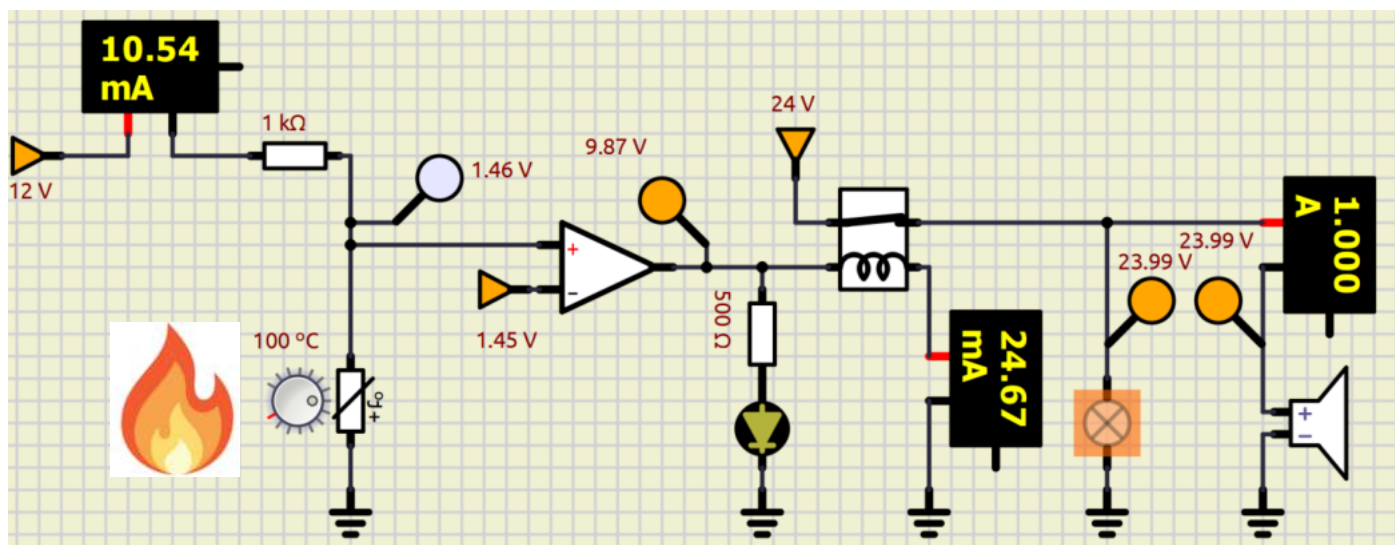 10.54
mA
12 V
1 kΩ
1.46 V
9.87 V
24 V
+
−
1.45 V
100 ºC
+tº
500 Ω
24.67
mA
23.99 V
23.99 V
1.000
A
+
−